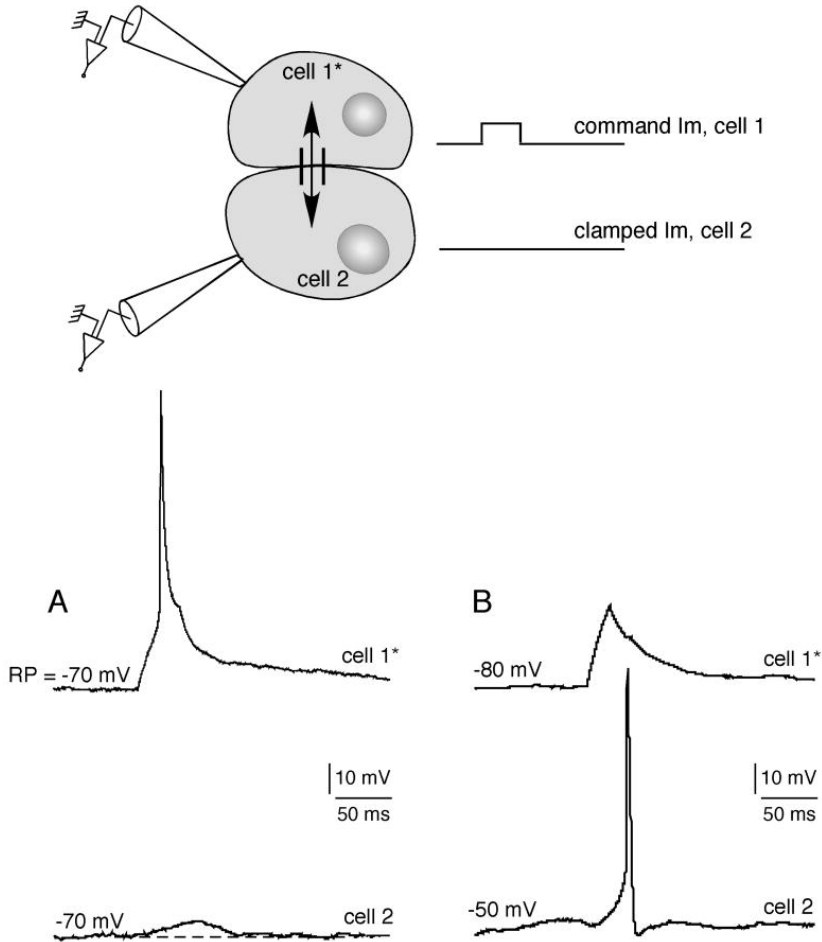 cell 1*
command Im, cell 1
clamped Im, cell 2
cell 2
A
cell 1*
RP = -70 mV
10 mV
50 ms
-70 mV
cell 2
B
cell 1*
-80 mV
10 mV
50 ms
-50 mV
cell 2